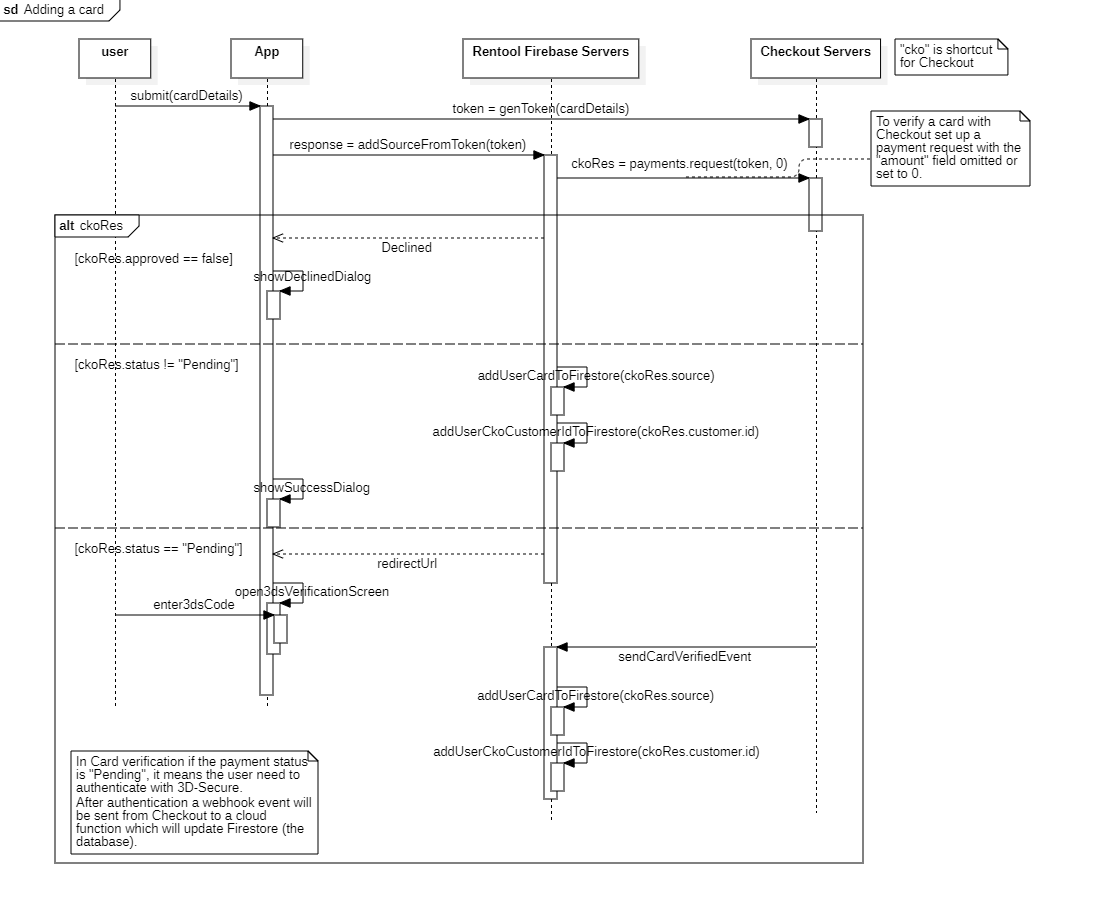 sd Adding a card
user
App
Rentool Firebase Servers
Checkout Servers
"cko" is shortcut
for Checkout
submit(cardDetails)
token = genToken(cardDetails)
To verify a card with
Checkout set up a
payment request with the
"amount" field omitted or
set to 0.
response = addSourceFromToken(token)
ckoRes = payments.request(token, 0)
alt ckoRes
Declined
[ckoRes.approved == false]
showDeclinedDialog
[ckoRes.status != "Pending"]
addUserCardToFirestore(ckoRes.source)
addUserCkoCustomerIdToFirestore(ckoRes.customer.id)
showSuccessDialog
[ckoRes.status == "Pending"]
redirectUrl
open3dsVerificationScreen
enter3dsCode
sendCardVerifiedEvent
addUserCardToFirestore(ckoRes.source)
addUserCkoCustomerIdToFirestore(ckoRes.customer.id)
In Card verification if the payment status
is "Pending", it means the user need to
authenticate with 3D-Secure.
After authentication a webhook event will
be sent from Checkout to a cloud
function which will update Firestore (the
database).